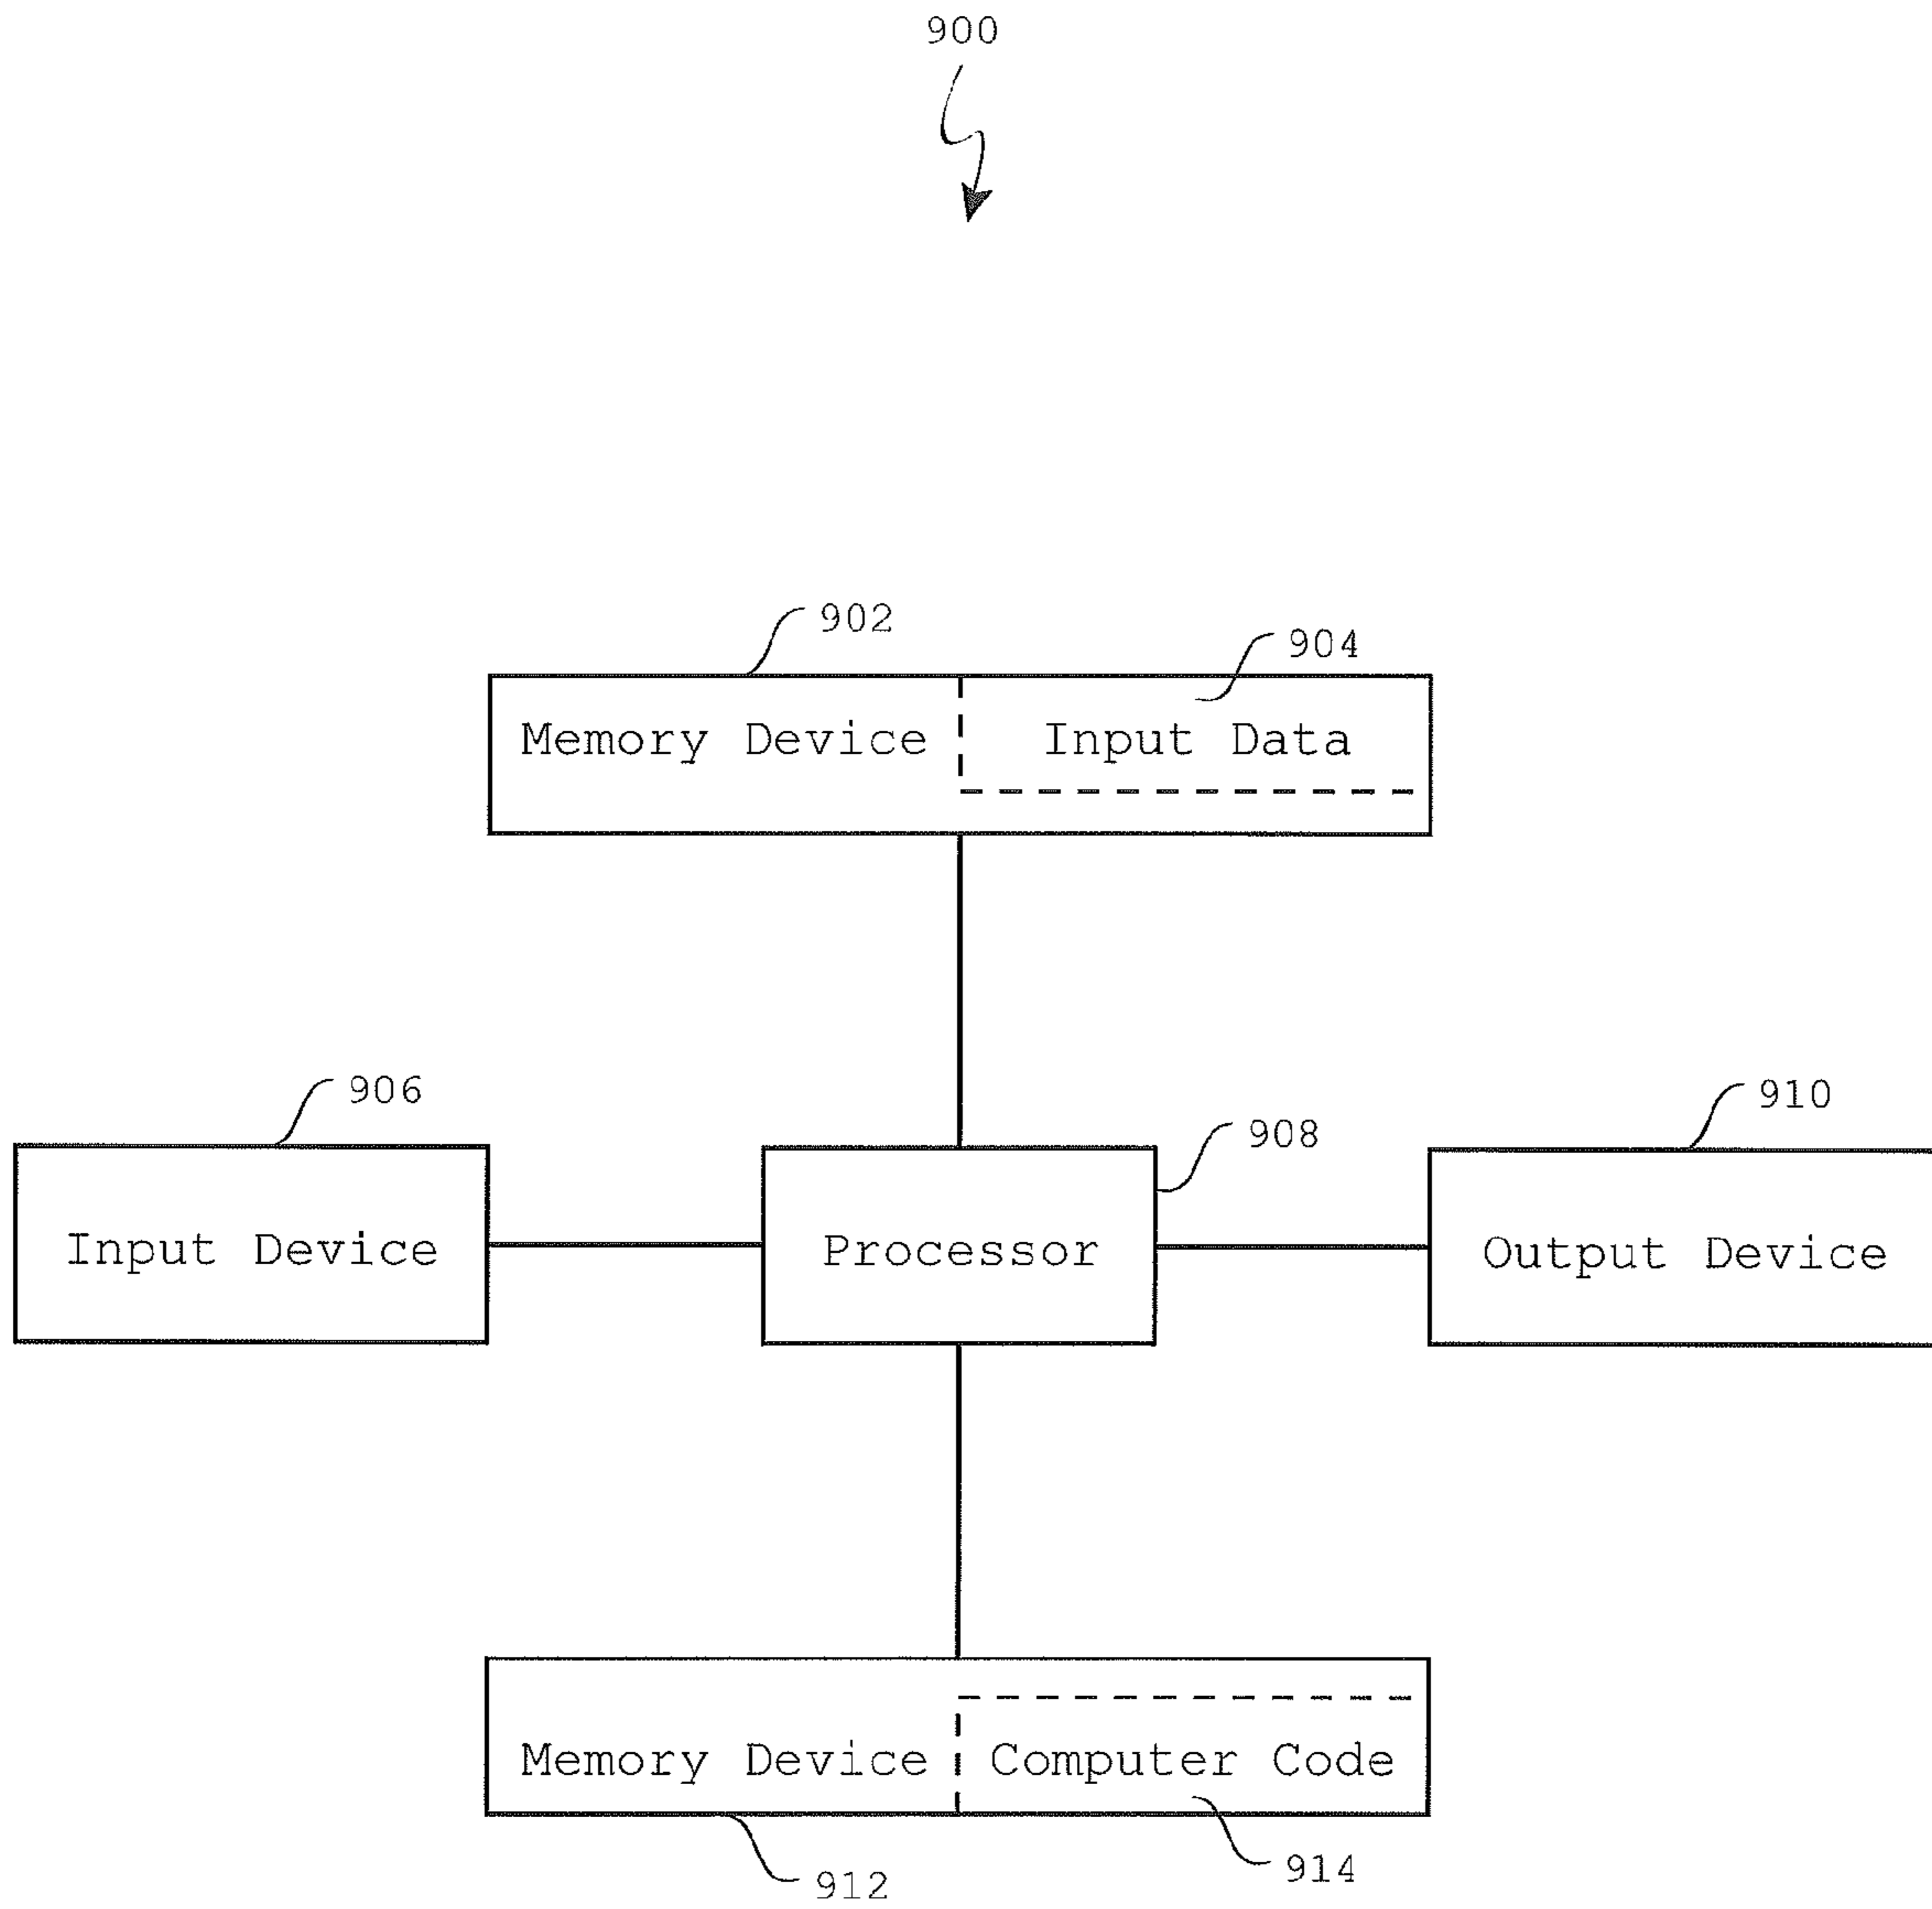 900
902
904
Memory Device
Input Data
906
908
910
Input Device
Processor
Output Device
Memory Device
Computer Code
912
914